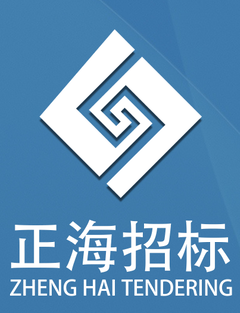 正海招标
ZHENG HAI TENDERING